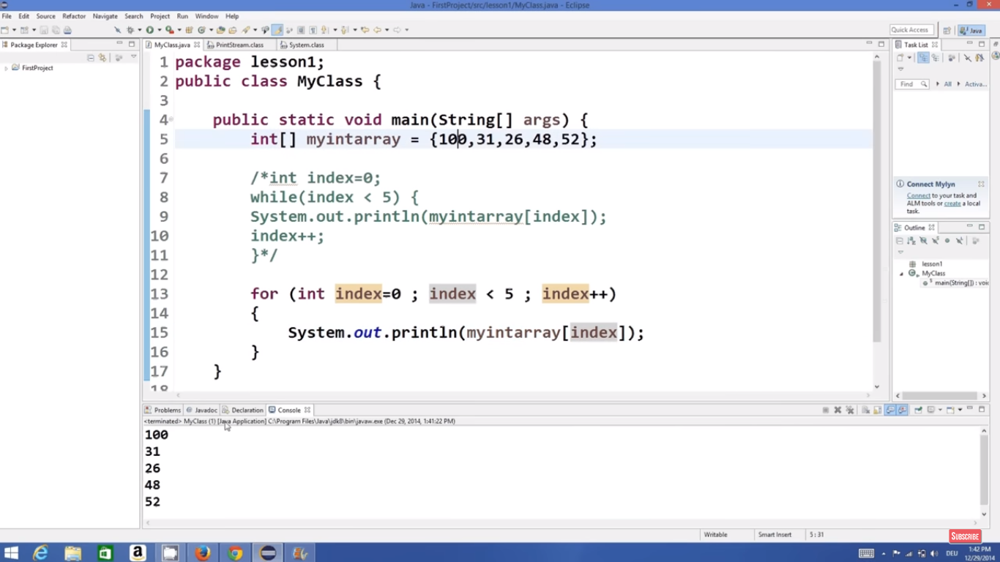 Java - FirstProject/src/lesson1/MyClass.java - Eclipse
File Edit Source Refactor Navigate Search Project Run Window Help
Quick Access Java
Package Explorer
FirstProject
MyClass.java PrintStream.class System.class
1 package lesson1;
2 public class MyClass {
3
4 public static void main(String[] args) {
5 int[] myintarray = {100,31,26,48,52};
6
7 /*int index=0;
8 while(index < 5) {
9 System.out.println(myintarray[index]);
10 index++;
11 }*/
12
13 for (int index=0 ; index < 5 ; index++)
14 {
15 System.out.println(myintarray[index]);
16 }
17 }
18
Task List
Find All Activa...
Connect Mylyn
Connect to your task and
ALM tools or create a local
task.
Outline
lesson1
MyClass
main(String[]) : voi
Problems Javadoc Declaration Console
<terminated> MyClass (1) [Java Application] C:\Program Files\Java\jdk8\bin\javaw.exe (Dec 29, 2014, 1:41:22 PM)
100
31
26
48
52
Writable Smart Insert 5 : 31
SUBSCRIBE
DEU 1:42 PM
12/29/2014